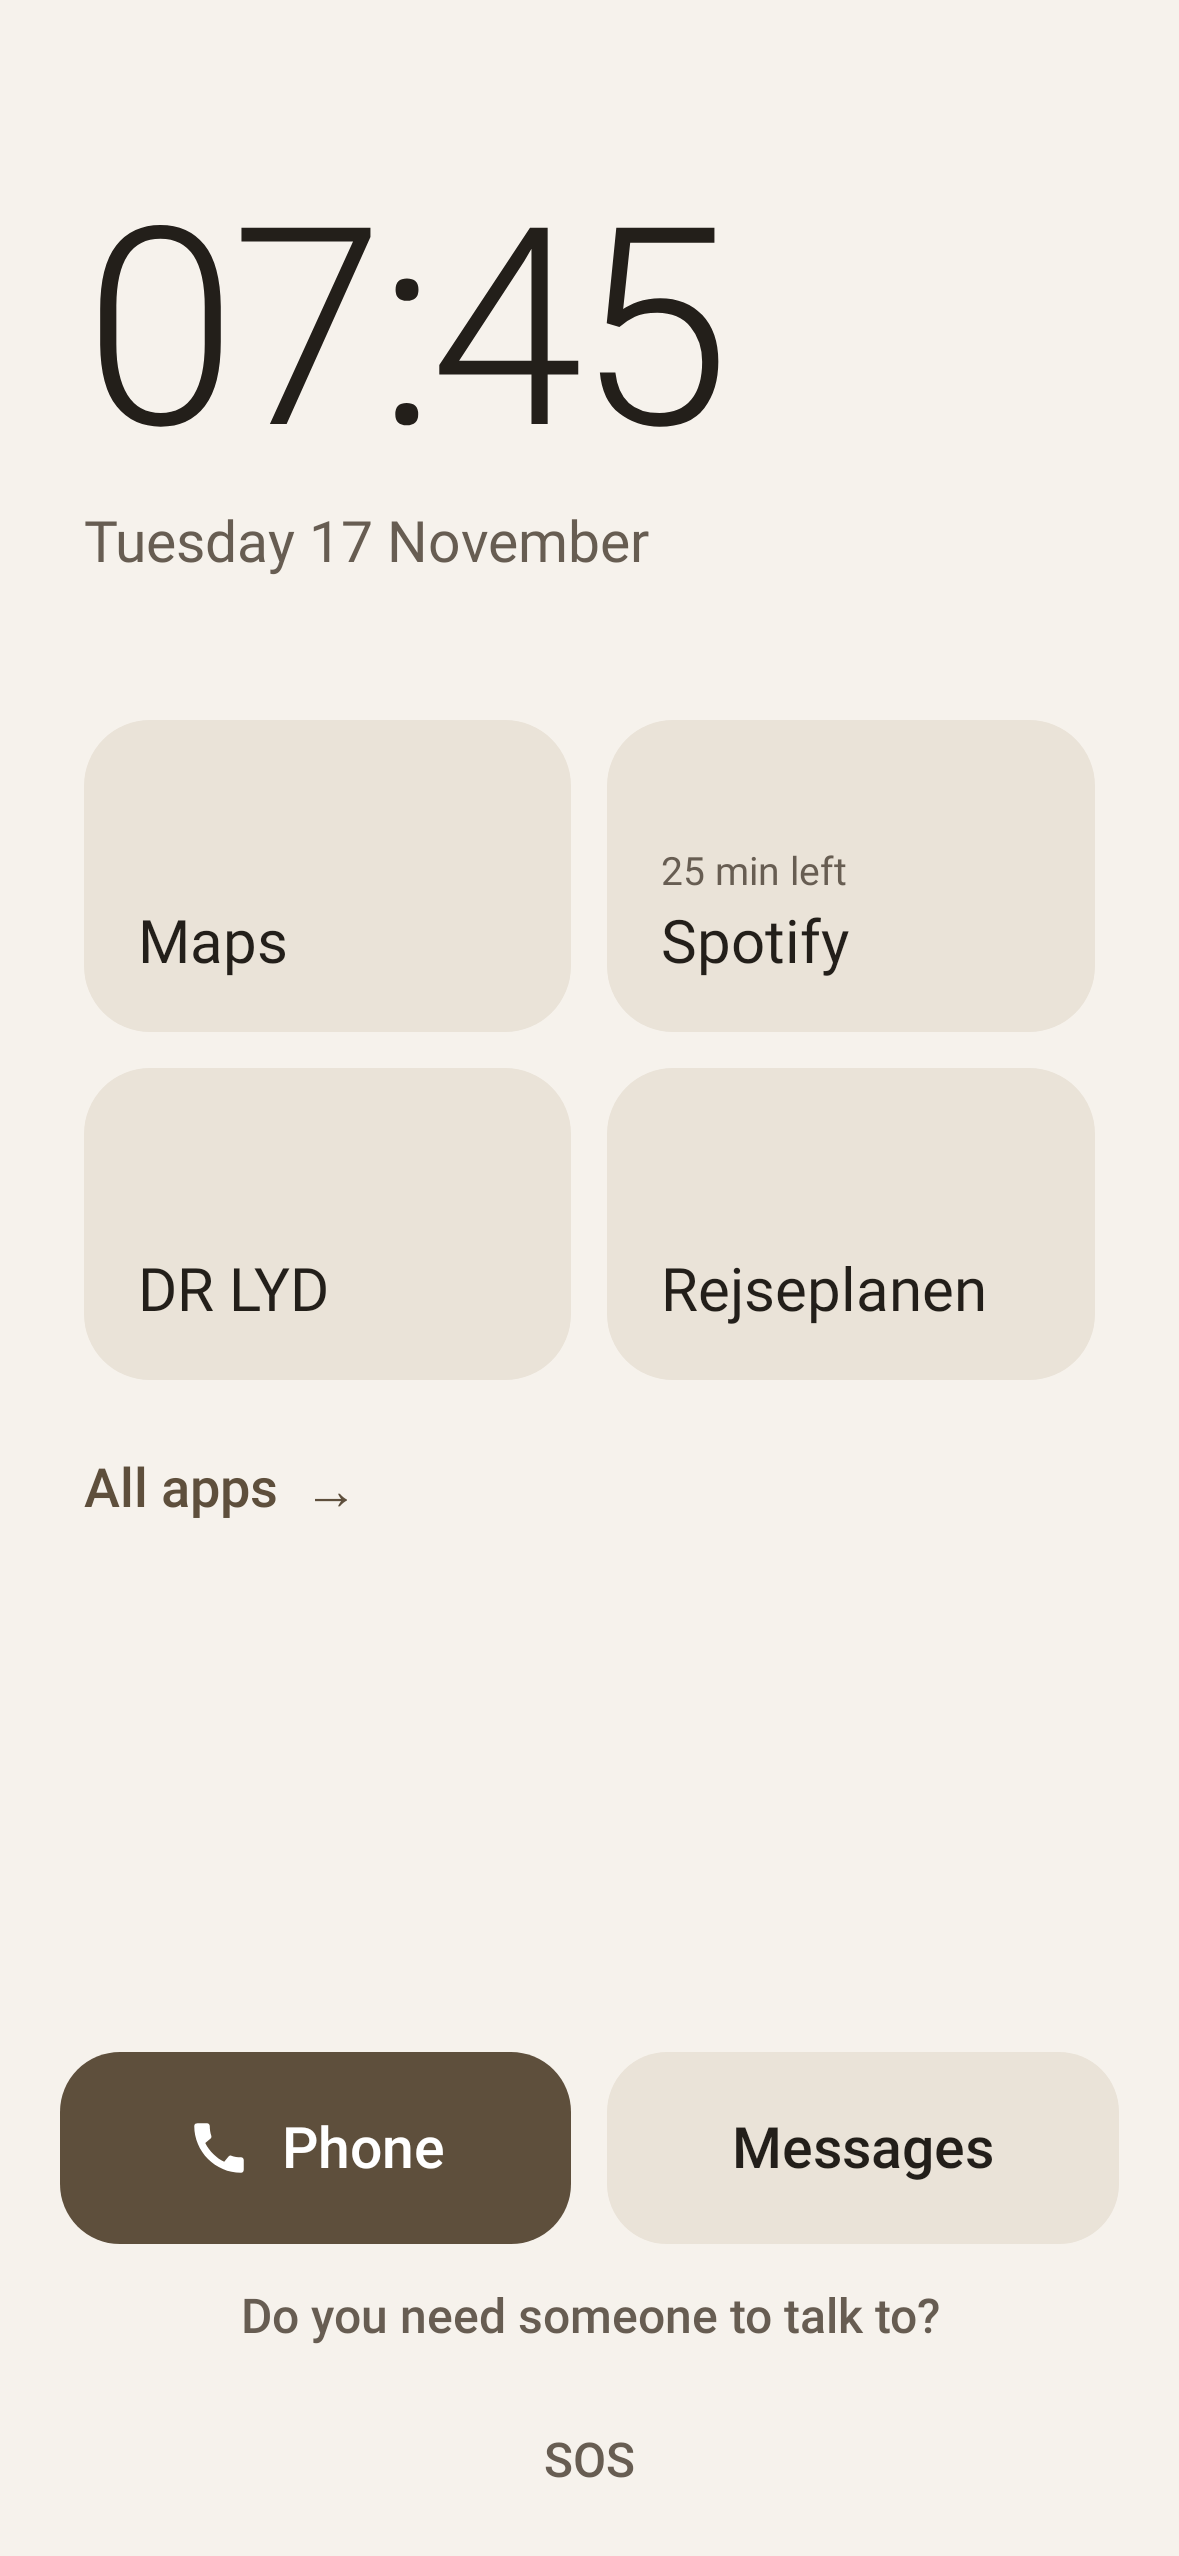 07:45
Tuesday 17 November
Maps
25 min left
Spotify
DR LYD
Rejseplanen
All apps →
Phone
Messages
Do you need someone to talk to?
SOS